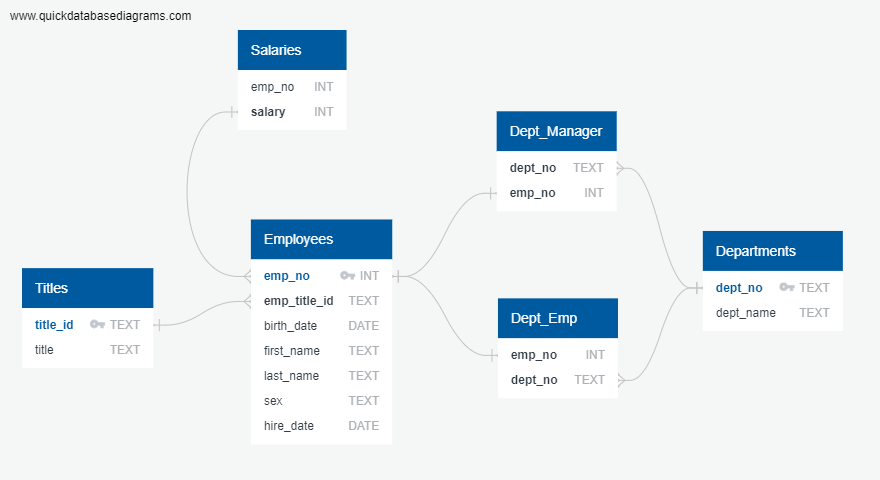 www.quickdatabasediagrams.com
Salaries
emp_no INT
salary INT
Dept_Manager
dept_no TEXT
emp_no INT
Employees
emp_no INT
emp_title_id TEXT
birth_date DATE
first_name TEXT
last_name TEXT
sex TEXT
hire_date DATE
Departments
dept_no TEXT
dept_name TEXT
Titles
title_id TEXT
title TEXT
Dept_Emp
emp_no INT
dept_no TEXT